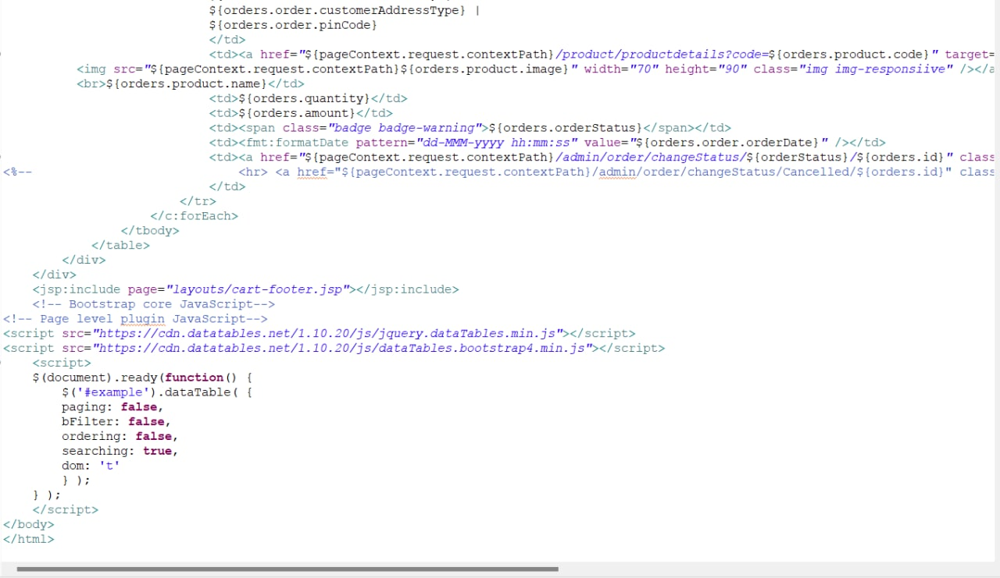 ${orders.order.customerAddressType} |
${orders.order.pinCode}
</td>
<td><a href="${pageContext.request.contextPath}/product/productdetails?code=${orders.product.code}" target=
<img src="${pageContext.request.contextPath}${orders.product.image}" width="70" height="90" class="img img-responsiive" /></a
<br>${orders.product.name}</td>
<td>${orders.quantity}</td>
<td>${orders.amount}</td>
<td><span class="badge badge-warning">${orders.orderStatus}</span></td>
<td><fmt:formatDate pattern="dd-MMM-yyyy hh:mm:ss" value="${orders.order.orderDate}" /></td>
<td><a href="${pageContext.request.contextPath}/admin/order/changeStatus/${orderStatus}/${orders.id}" class
<%-- <hr> <a href="${pageContext.request.contextPath}/admin/order/changeStatus/Cancelled/${orders.id}" class
</td>
</tr>
</c:forEach>
</tbody>
</table>
</div>
</div>
<jsp:include page="layouts/cart-footer.jsp"></jsp:include>
<!-- Bootstrap core JavaScript-->
<!-- Page level plugin JavaScript-->
<script src="https://cdn.datatables.net/1.10.20/js/jquery.dataTables.min.js"></script>
<script src="https://cdn.datatables.net/1.10.20/js/dataTables.bootstrap4.min.js"></script>
<script>
$(document).ready(function() {
$('#example').dataTable( {
paging: false,
bFilter: false,
ordering: false,
searching: true,
dom: 't'
} );
} );
</script>
</body>
</html>